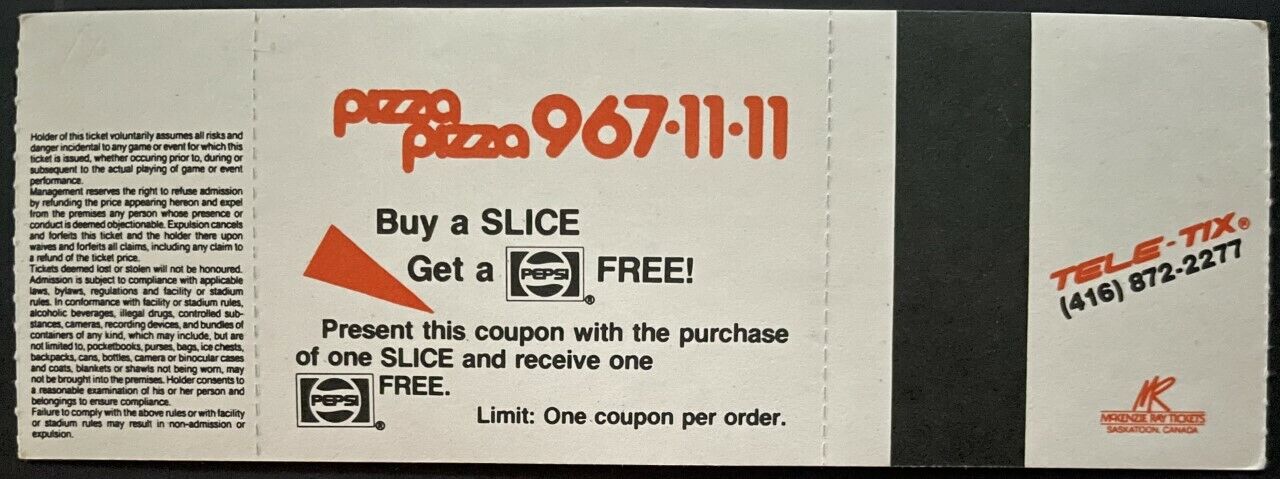 Holder of this ticket voluntarily assumes all risks and
danger incidental to any game or event for which this
ticket is issued, whether occuring prior to, during or
subsequent to the actual playing of game or event
performance.
Management reserves the right to refuse admission
by refunding the price appearing hereon and expel
from the premises any person whose presence or
conduct is deemed objectionable. Expulsion cancels
and forfeits this ticket and the holder there upon
waives and forfeits all claims, including any claim to
a refund of the ticket price.
Tickets deemed lost or stolen will not be honoured.
Admission is subject to compliance with applicable
laws, bylaws, regulations and facility or stadium
rules. In conformance with facility or stadium rules,
alcoholic beverages, illegal drugs, controlled sub-
stances, cameras, recording devices, and bundles of
containers of any kind, which may include, but are
not limited to, pocketbooks, purses, bags, ice chests,
backpacks, cans, bottles, camera or binocular cases
and coats, blankets or shawls not being worn, may
not be brought into the premises. Holder consents to
a reasonable examination of his or her person and
belongings to ensure compliance.
Failure to comply with the above rules or with facility
or stadium rules may result in non-admission or
expulsion.
pizza
pizza 967·11·11
Buy a SLICE
Get a PEPSI® FREE!
Present this coupon with the purchase
of one SLICE and receive one
PEPSI® FREE.
Limit: One coupon per order.
TELE-TIX®
(416) 872-2277
MR
MCKENZIE RAY TICKETS
SASKATOON, CANADA